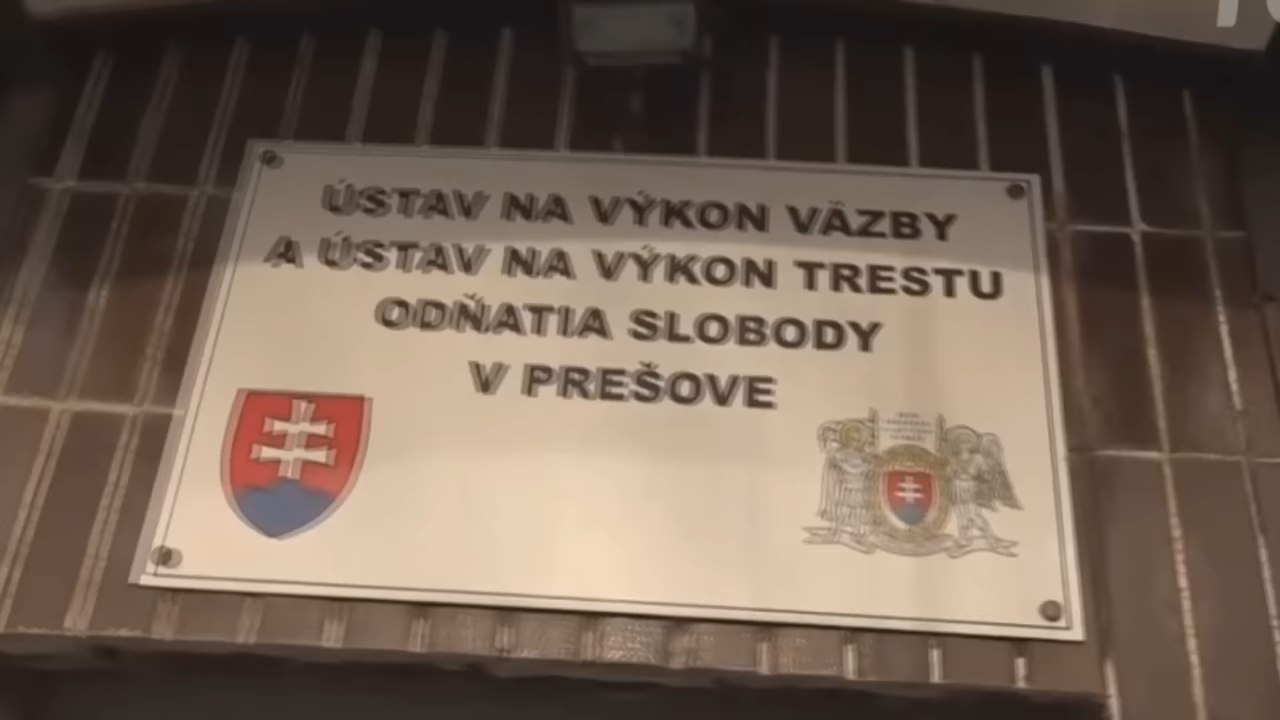 ÚSTAV NA VÝKON VÄZBY
A ÚSTAV NA VÝKON TRESTU
ODŇATIA SLOBODY
V PREŠOVE